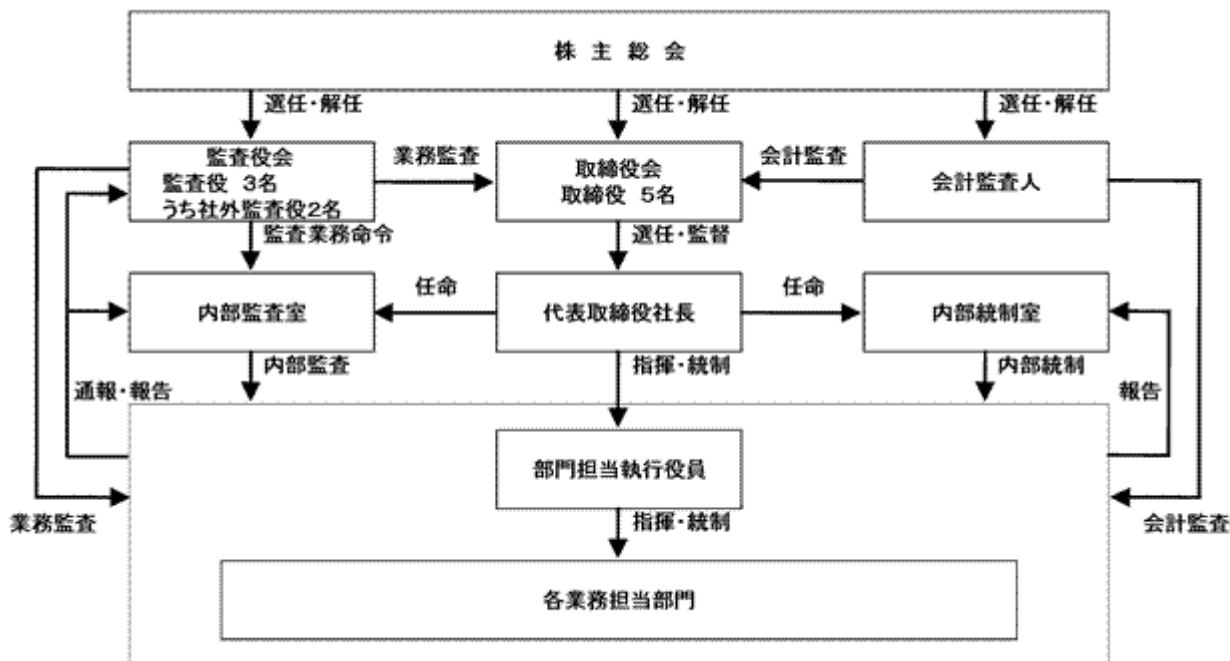 株 主 総 会
選任・解任
選任・解任
選任・解任
監査役会
監査役 3名
うち社外監査役2名
業務監査
取締役会
取締役 5名
会計監査
会計監査人
監査業務命令
選任・監督
内部監査室
任命
代表取締役社長
任命
内部統制室
内部監査
指揮・統制
内部統制
通報・報告
報告
部門担当執行役員
業務監査
指揮・統制
会計監査
各業務担当部門